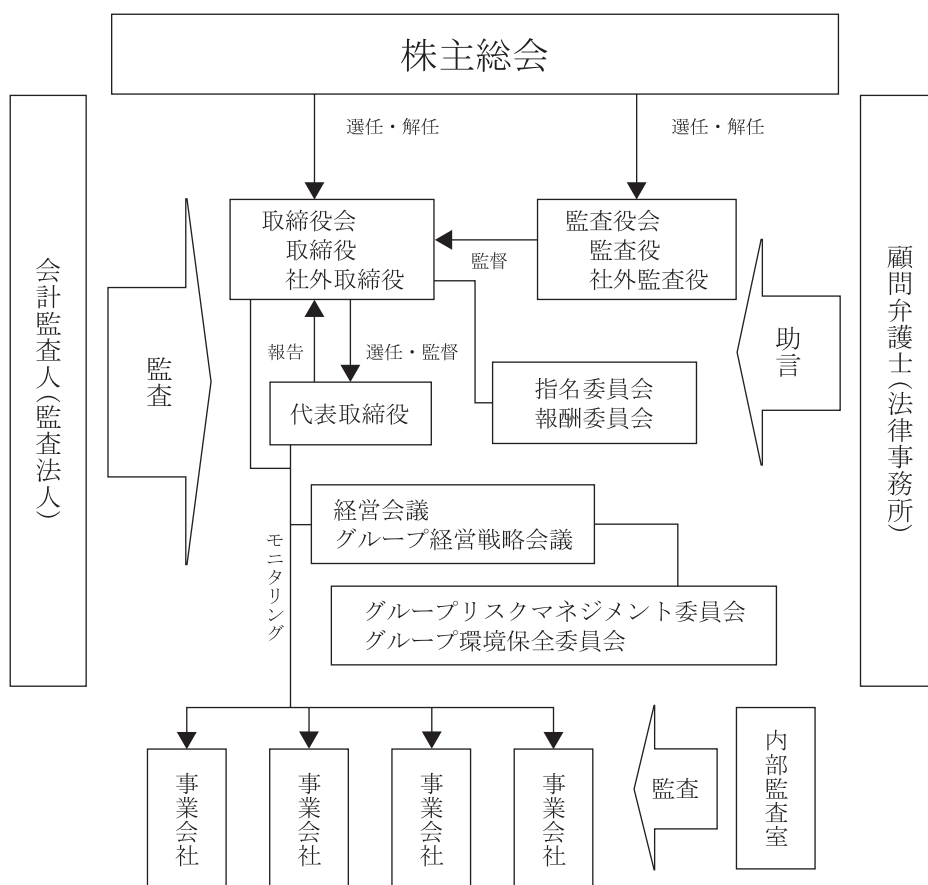 株主総会
選任・解任
選任・解任
取締役会
取締役
社外取締役
監督
監査役会
監査役
社外監査役
会計監査人(監査法人)
監査
助言
顧問弁護士(法律事務所)
報告
選任・監督
代表取締役
指名委員会
報酬委員会
経営会議
グループ経営戦略会議
モニタリング
グループリスクマネジメント委員会
グループ環境保全委員会
事業会社
事業会社
事業会社
事業会社
監査
内部監査室